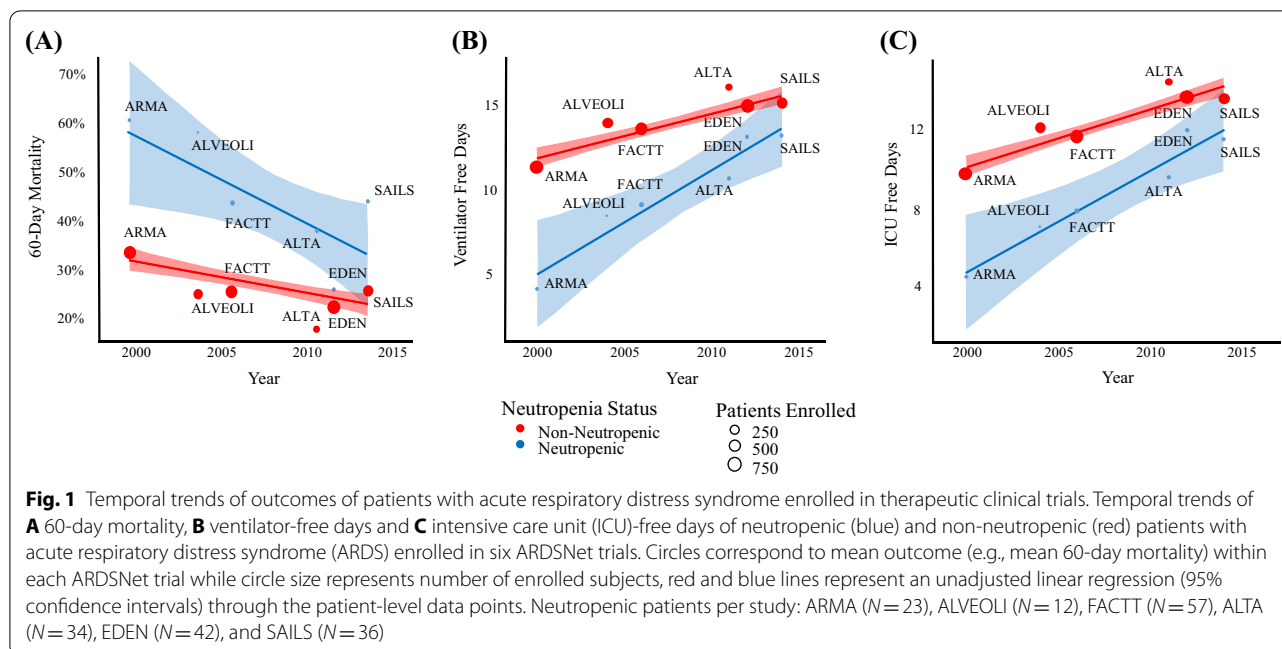 (A)
70%
60%
50%
40%
30%
20%
60-Day Mortality
ARMA
ALVEOLI
SAILS
FACTT
ALTA
ARMA
FACTT
EDEN
SAILS
ALVEOLI
ALTA
EDEN
2000
2005
2010
2015
Year
(B)
15
10
5
Ventilator Free Days
ALTA
SAILS
ALVEOLI
EDEN
FACTT
ARMA
FACTT
EDEN
SAILS
ALVEOLI
ALTA
ARMA
2000
2005
2010
2015
Year
(C)
12
8
4
ICU Free Days
ALTA
ALVEOLI
EDEN
SAILS
FACTT
ARMA
EDEN
SAILS
ALVEOLI
ALTA
FACTT
ARMA
2000
2005
2010
2015
Year
Neutropenia Status
Non-Neutropenic
Neutropenic
Patients Enrolled
250
500
750
Fig. 1 Temporal trends of outcomes of patients with acute respiratory distress syndrome enrolled in therapeutic clinical trials. Temporal trends of
A 60-day mortality, B ventilator-free days and C intensive care unit (ICU)-free days of neutropenic (blue) and non-neutropenic (red) patients with
acute respiratory distress syndrome (ARDS) enrolled in six ARDSNet trials. Circles correspond to mean outcome (e.g., mean 60-day mortality) within
each ARDSNet trial while circle size represents number of enrolled subjects, red and blue lines represent an unadjusted linear regression (95%
confidence intervals) through the patient-level data points. Neutropenic patients per study: ARMA (N = 23), ALVEOLI (N = 12), FACTT (N = 57), ALTA
(N = 34), EDEN (N = 42), and SAILS (N = 36)